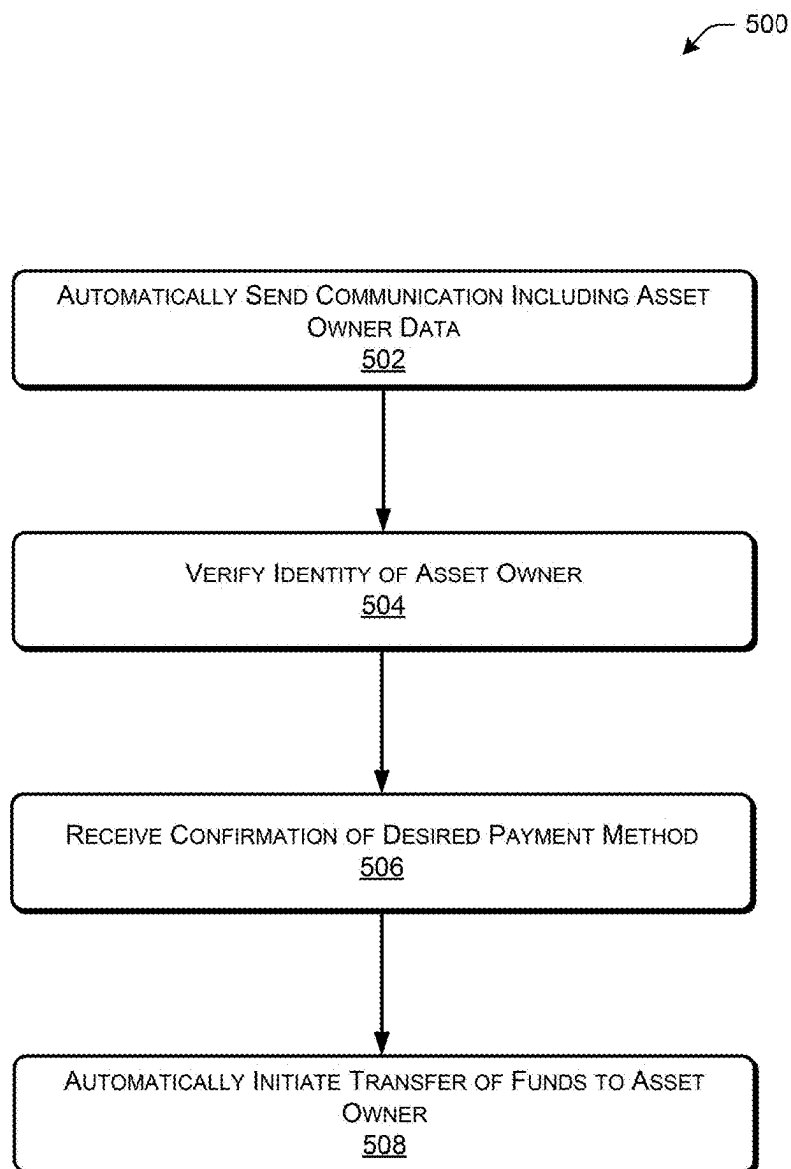 500
AUTOMATICALLY SEND COMMUNICATION INCLUDING ASSET
OWNER DATA
502
VERIFY IDENTITY OF ASSET OWNER
504
RECEIVE CONFIRMATION OF DESIRED PAYMENT METHOD
506
AUTOMATICALLY INITIATE TRANSFER OF FUNDS TO ASSET
OWNER
508